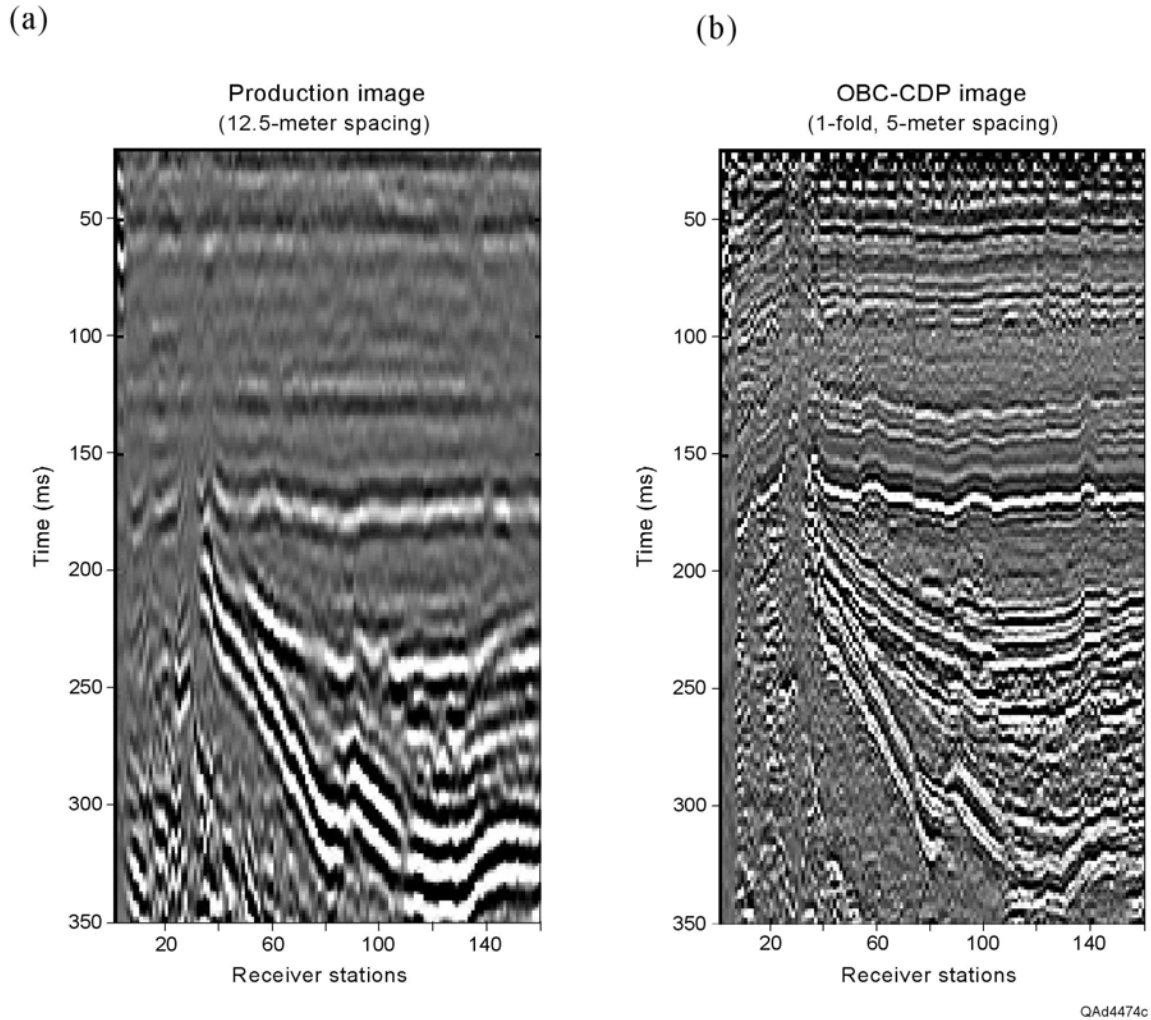 (a)
Production image
(12.5-meter spacing)
50
100
150
200
250
300
350
Time (ms)
20
60
100
140
Receiver stations
(b)
OBC-CDP image
(1-fold, 5-meter spacing)
50
100
150
200
250
300
350
Time (ms)
20
60
100
140
Receiver stations
QAd4474c